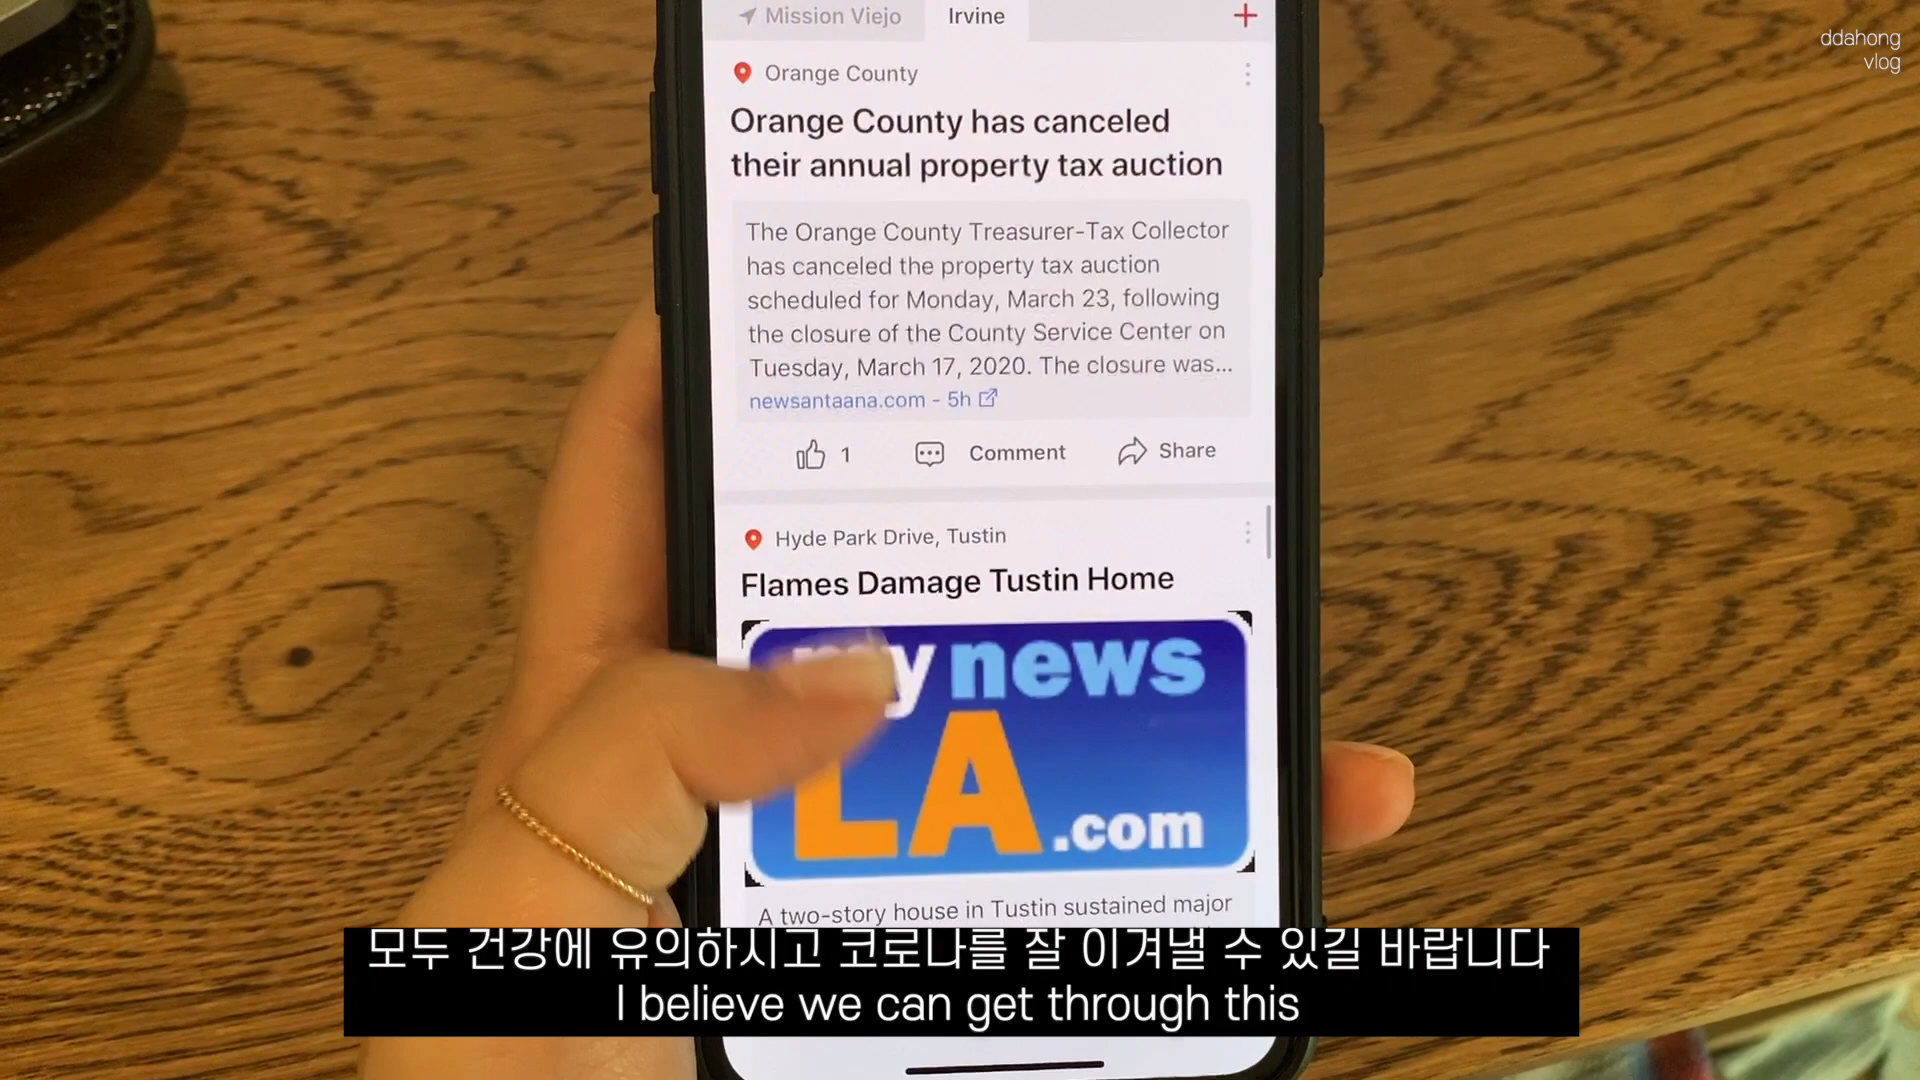 Mission Viejo
Irvine
ddahong
vlog
Orange County
Orange County has canceled
their annual property tax auction
The Orange County Treasurer-Tax Collector
has canceled the property tax auction
scheduled for Monday, March 23, following
the closure of the County Service Center on
Tuesday, March 17, 2020. The closure was...
newsantaana.com - 5h
1
Comment
Share
Hyde Park Drive, Tustin
Flames Damage Tustin Home
my news
LA
.com
A two-story house in Tustin sustained major
모두 건강에 유의하시고 코로나를 잘 이겨낼 수 있길 바랍니다
I believe we can get through this